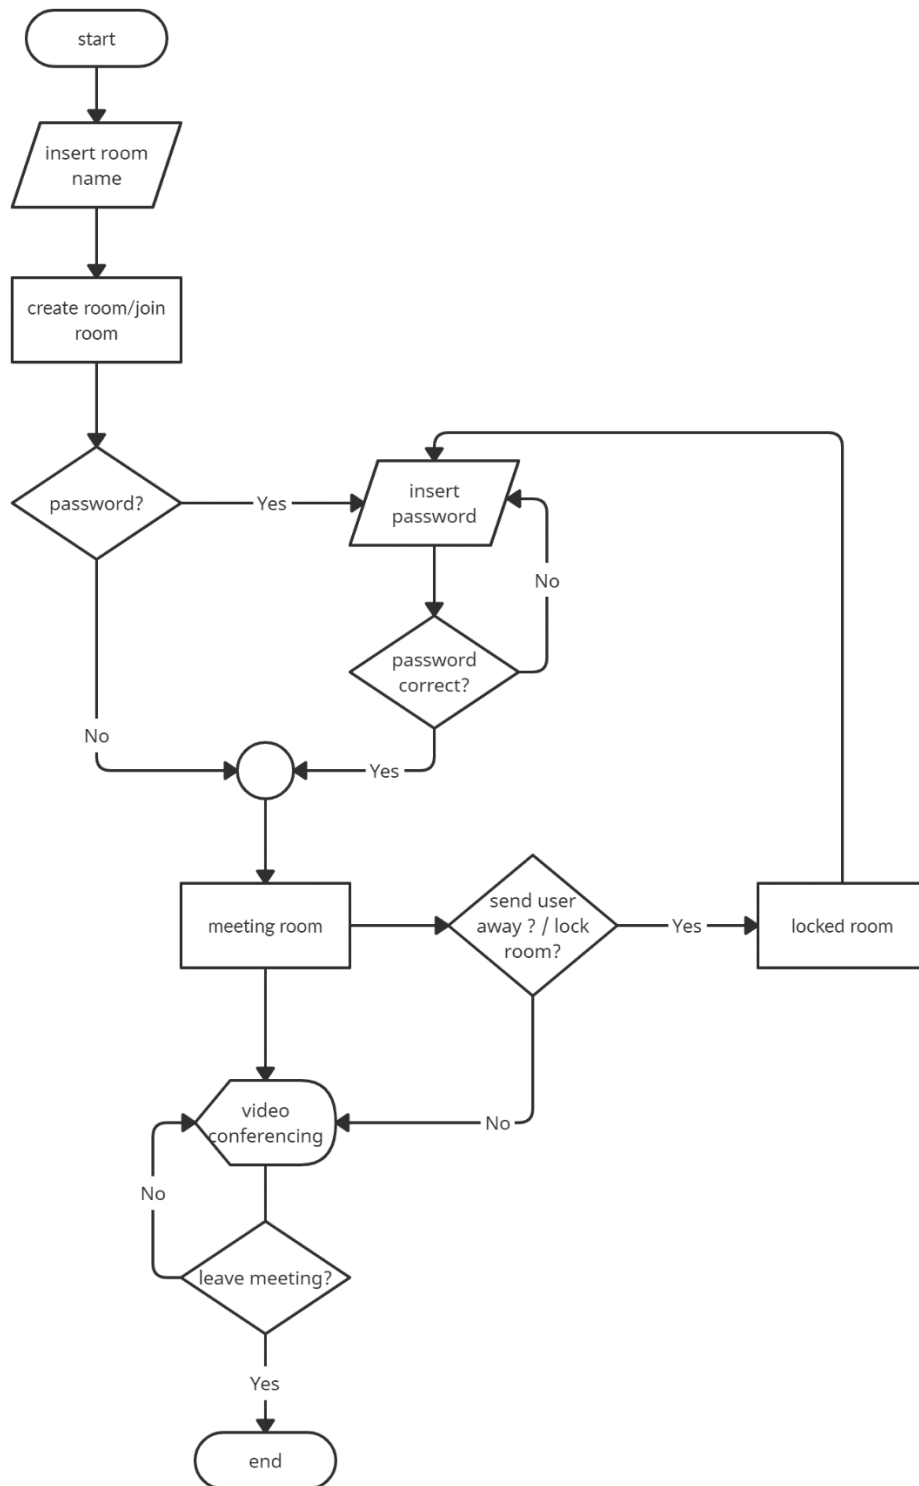 start
insert room
name
create room/join
room
password?
Yes
insert
password
No
password
correct?
No
Yes
meeting room
send user
away ? / lock
room?
Yes
locked room
video
conferencing
No
No
leave meeting?
Yes
end